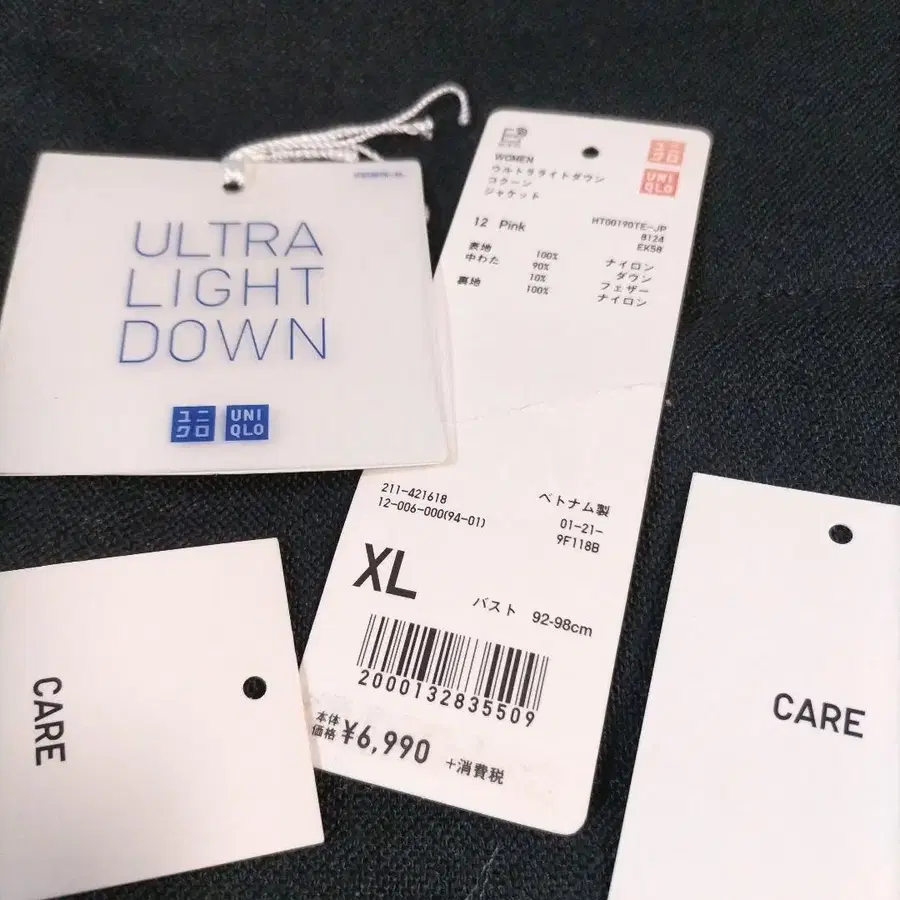 ULTRA
LIGHT
DOWN
ユニ
クロ
UNI
QLO
WOMEN
ウルトラライトダウン
コクーン
ジャケット
ユニ
クロ
UNI
QLO
12 Pink
HT00190TE-JP
8124
EK58
表地 100% ナイロン
中わた 90% ダウン
10% フェザー
裏地 100% ナイロン
211-421618
12-006-000(94-01)
ベトナム製
01-21-
9F118B
XL
バスト 92-98cm
2000132835509
本体
価格 ¥6,990 +消費税
CARE
CARE